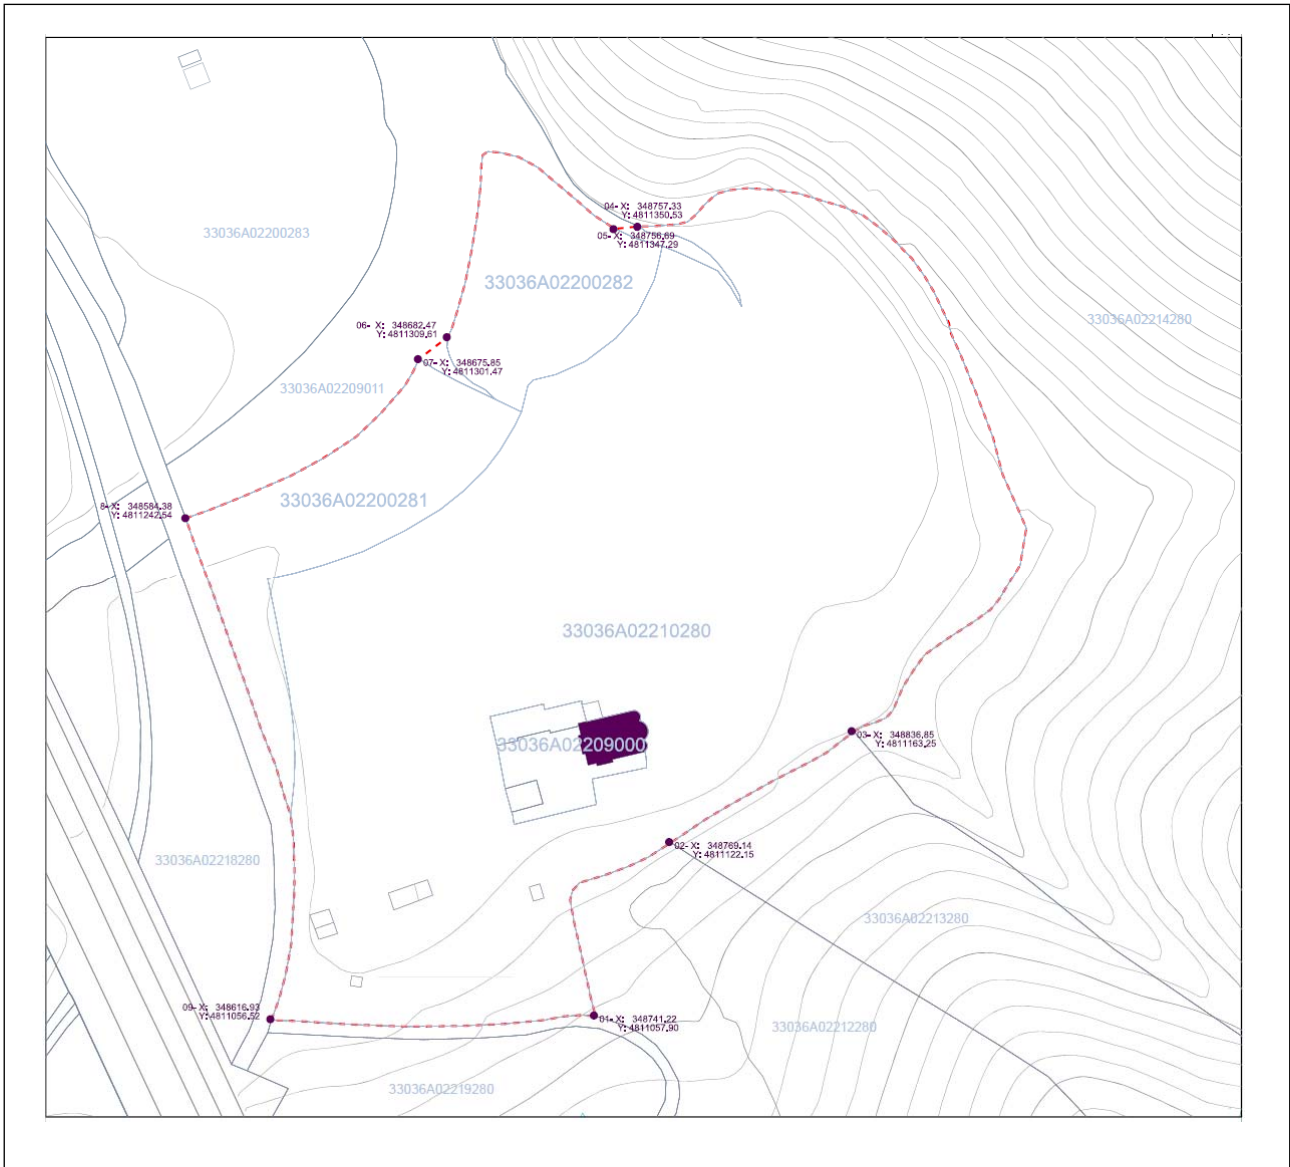 33036A02200283
04- X: 348757.33
Y: 4811350.53
05- X: 348756.69
Y: 4811347.29
33036A02200282
33036A02214280
06- X: 348682.47
Y: 4811309.61
07- X: 348675.85
Y: 4811301.47
33036A02209011
33036A02200281
8- X: 348584.38
Y: 4811242.54
33036A02210280
33036A02209000
03- X: 348836.85
Y: 4811163.25
02- X: 348769.14
Y: 4811122.15
33036A02218280
33036A02213280
09- X: 348616.93
Y: 4811056.52
01- X: 348741.22
Y: 4811057.90
33036A02212280
33036A02219280